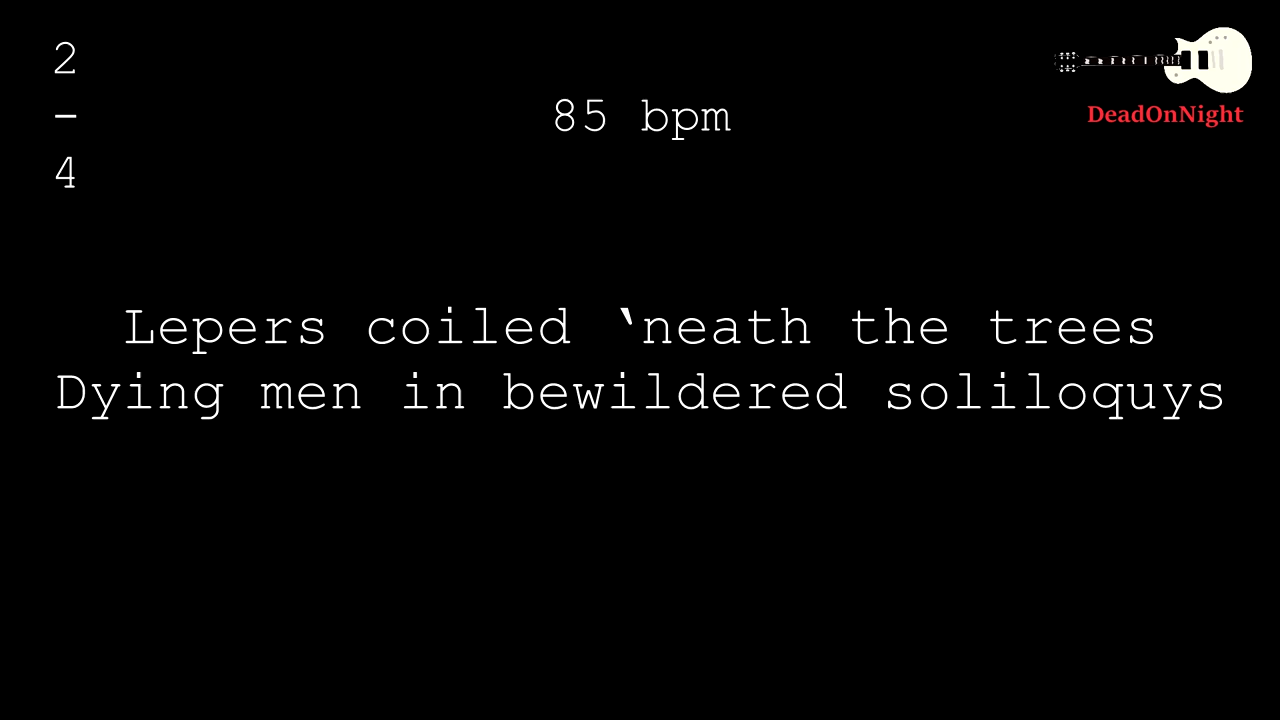 2
-
4
85 bpm
DeadOnNight
Lepers coiled ‘neath the trees
Dying men in bewildered soliloquys